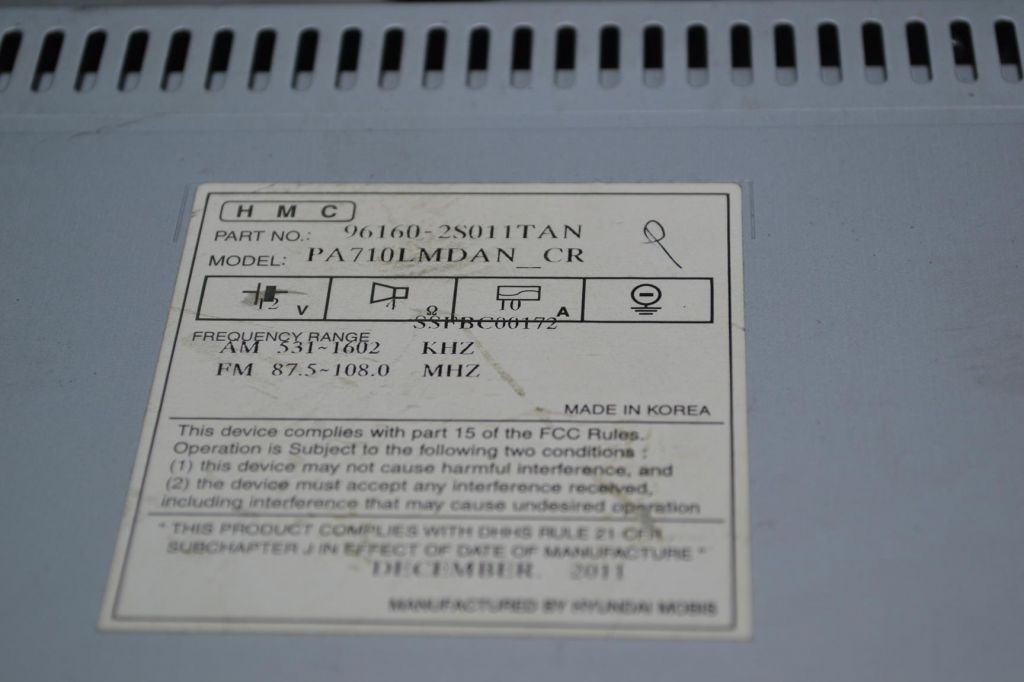 HMC
PART NO.: 96160-2S011TAN
MODEL: PA710LMDAN_CR
12 V 4 Ω 10 A
SSFBC00172
FREQUENCY RANGE
AM 531~1602 KHZ
FM 87.5~108.0 MHZ
MADE IN KOREA
This device complies with part 15 of the FCC Rules.
Operation is Subject to the following two conditions :
(1) this device may not cause harmful interference, and
(2) the device must accept any interference received,
including interference that may cause undesired operation
* THIS PRODUCT COMPLIES WITH DHHS RULE 21 CFR
SUBCHAPTER J IN EFFECT OF DATE OF MANUFACTURE *
DECEMBER. 2011
MANUFACTURED BY HYUNDAI MOBIS